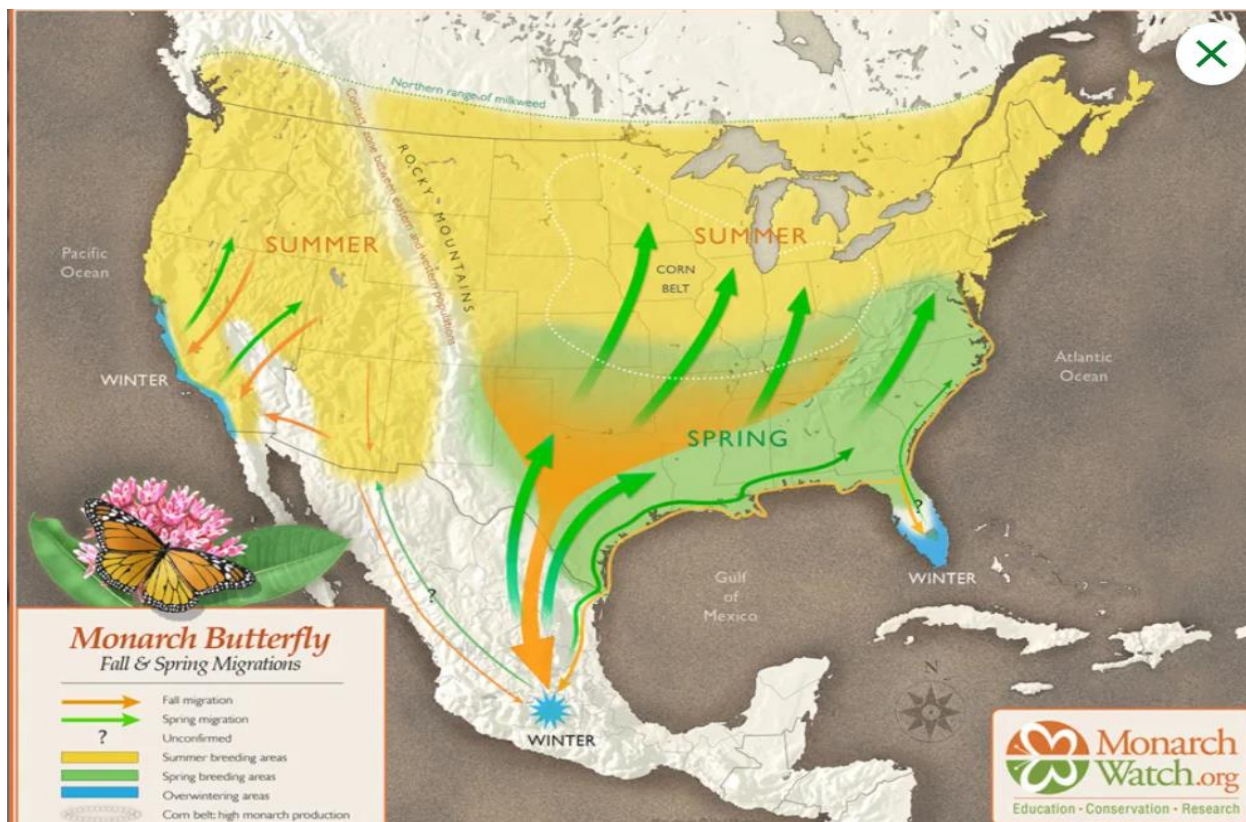 Northern range of milkweed
Contact zone between eastern and western populations
ROCKY MOUNTAINS
Pacific
Ocean
SUMMER
SUMMER
CORN
BELT
WINTER
Atlantic
Ocean
SPRING
?
?
WINTER
Gulf
of
Mexico
WINTER
N
Monarch Butterfly
Fall & Spring Migrations
Fall migration
Spring migration
? Unconfirmed
Summer breeding areas
Spring breeding areas
Overwintering areas
Corn belt: high monarch production
Monarch
Watch.org
Education • Conservation • Research